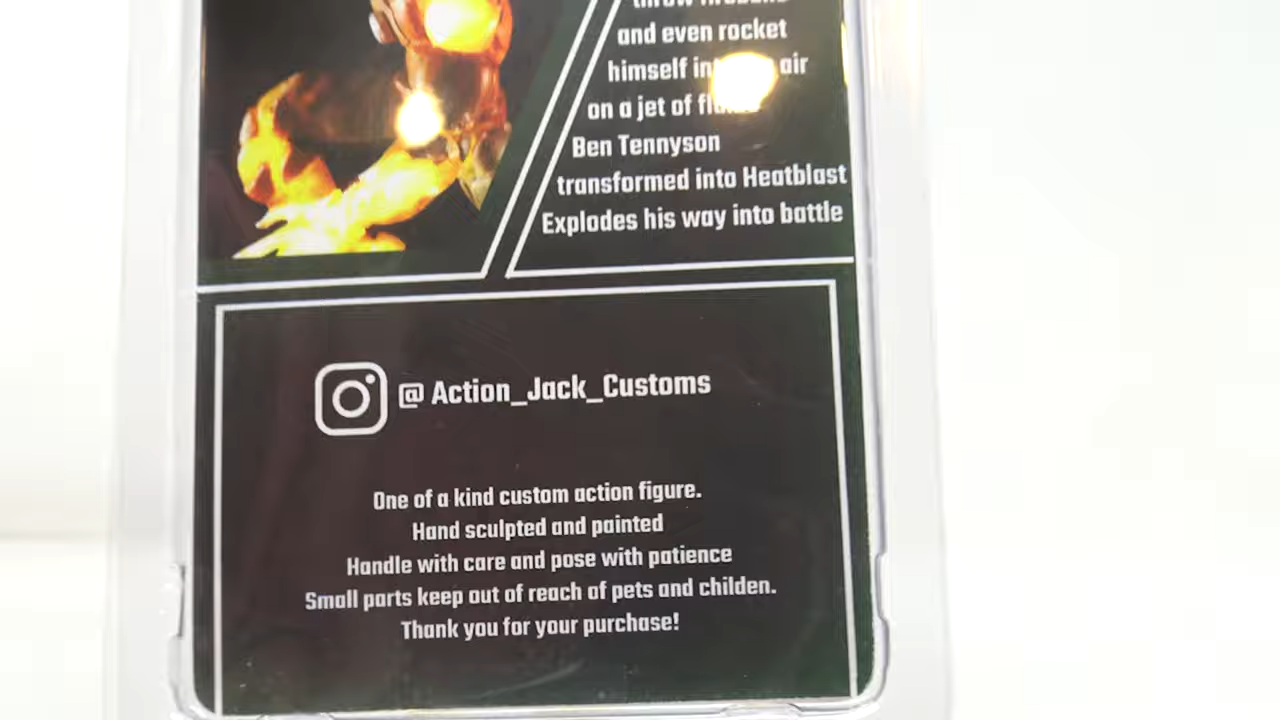 and even rocket
himself in air
on a jet of
Ben Tennyson
transformed into Heatblast
Explodes his way into battle
@ Action_Jack_Customs
One of a kind custom action figure.
Hand sculpted and painted
Handle with care and pose with patience
Small parts keep out of reach of pets and childen.
Thank you for your purchase!